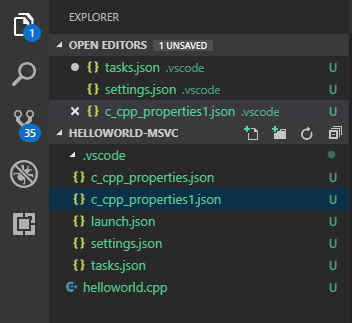 EXPLORER
1
OPEN EDITORS 1 UNSAVED
tasks.json .vscode U
settings.json .vscode U
c_cpp_properties1.json .vscode U
35
HELLOWORLD-MSVC
.vscode
{} c_cpp_properties.json U
{} c_cpp_properties1.json U
{} launch.json U
{} settings.json U
{} tasks.json U
helloworld.cpp U